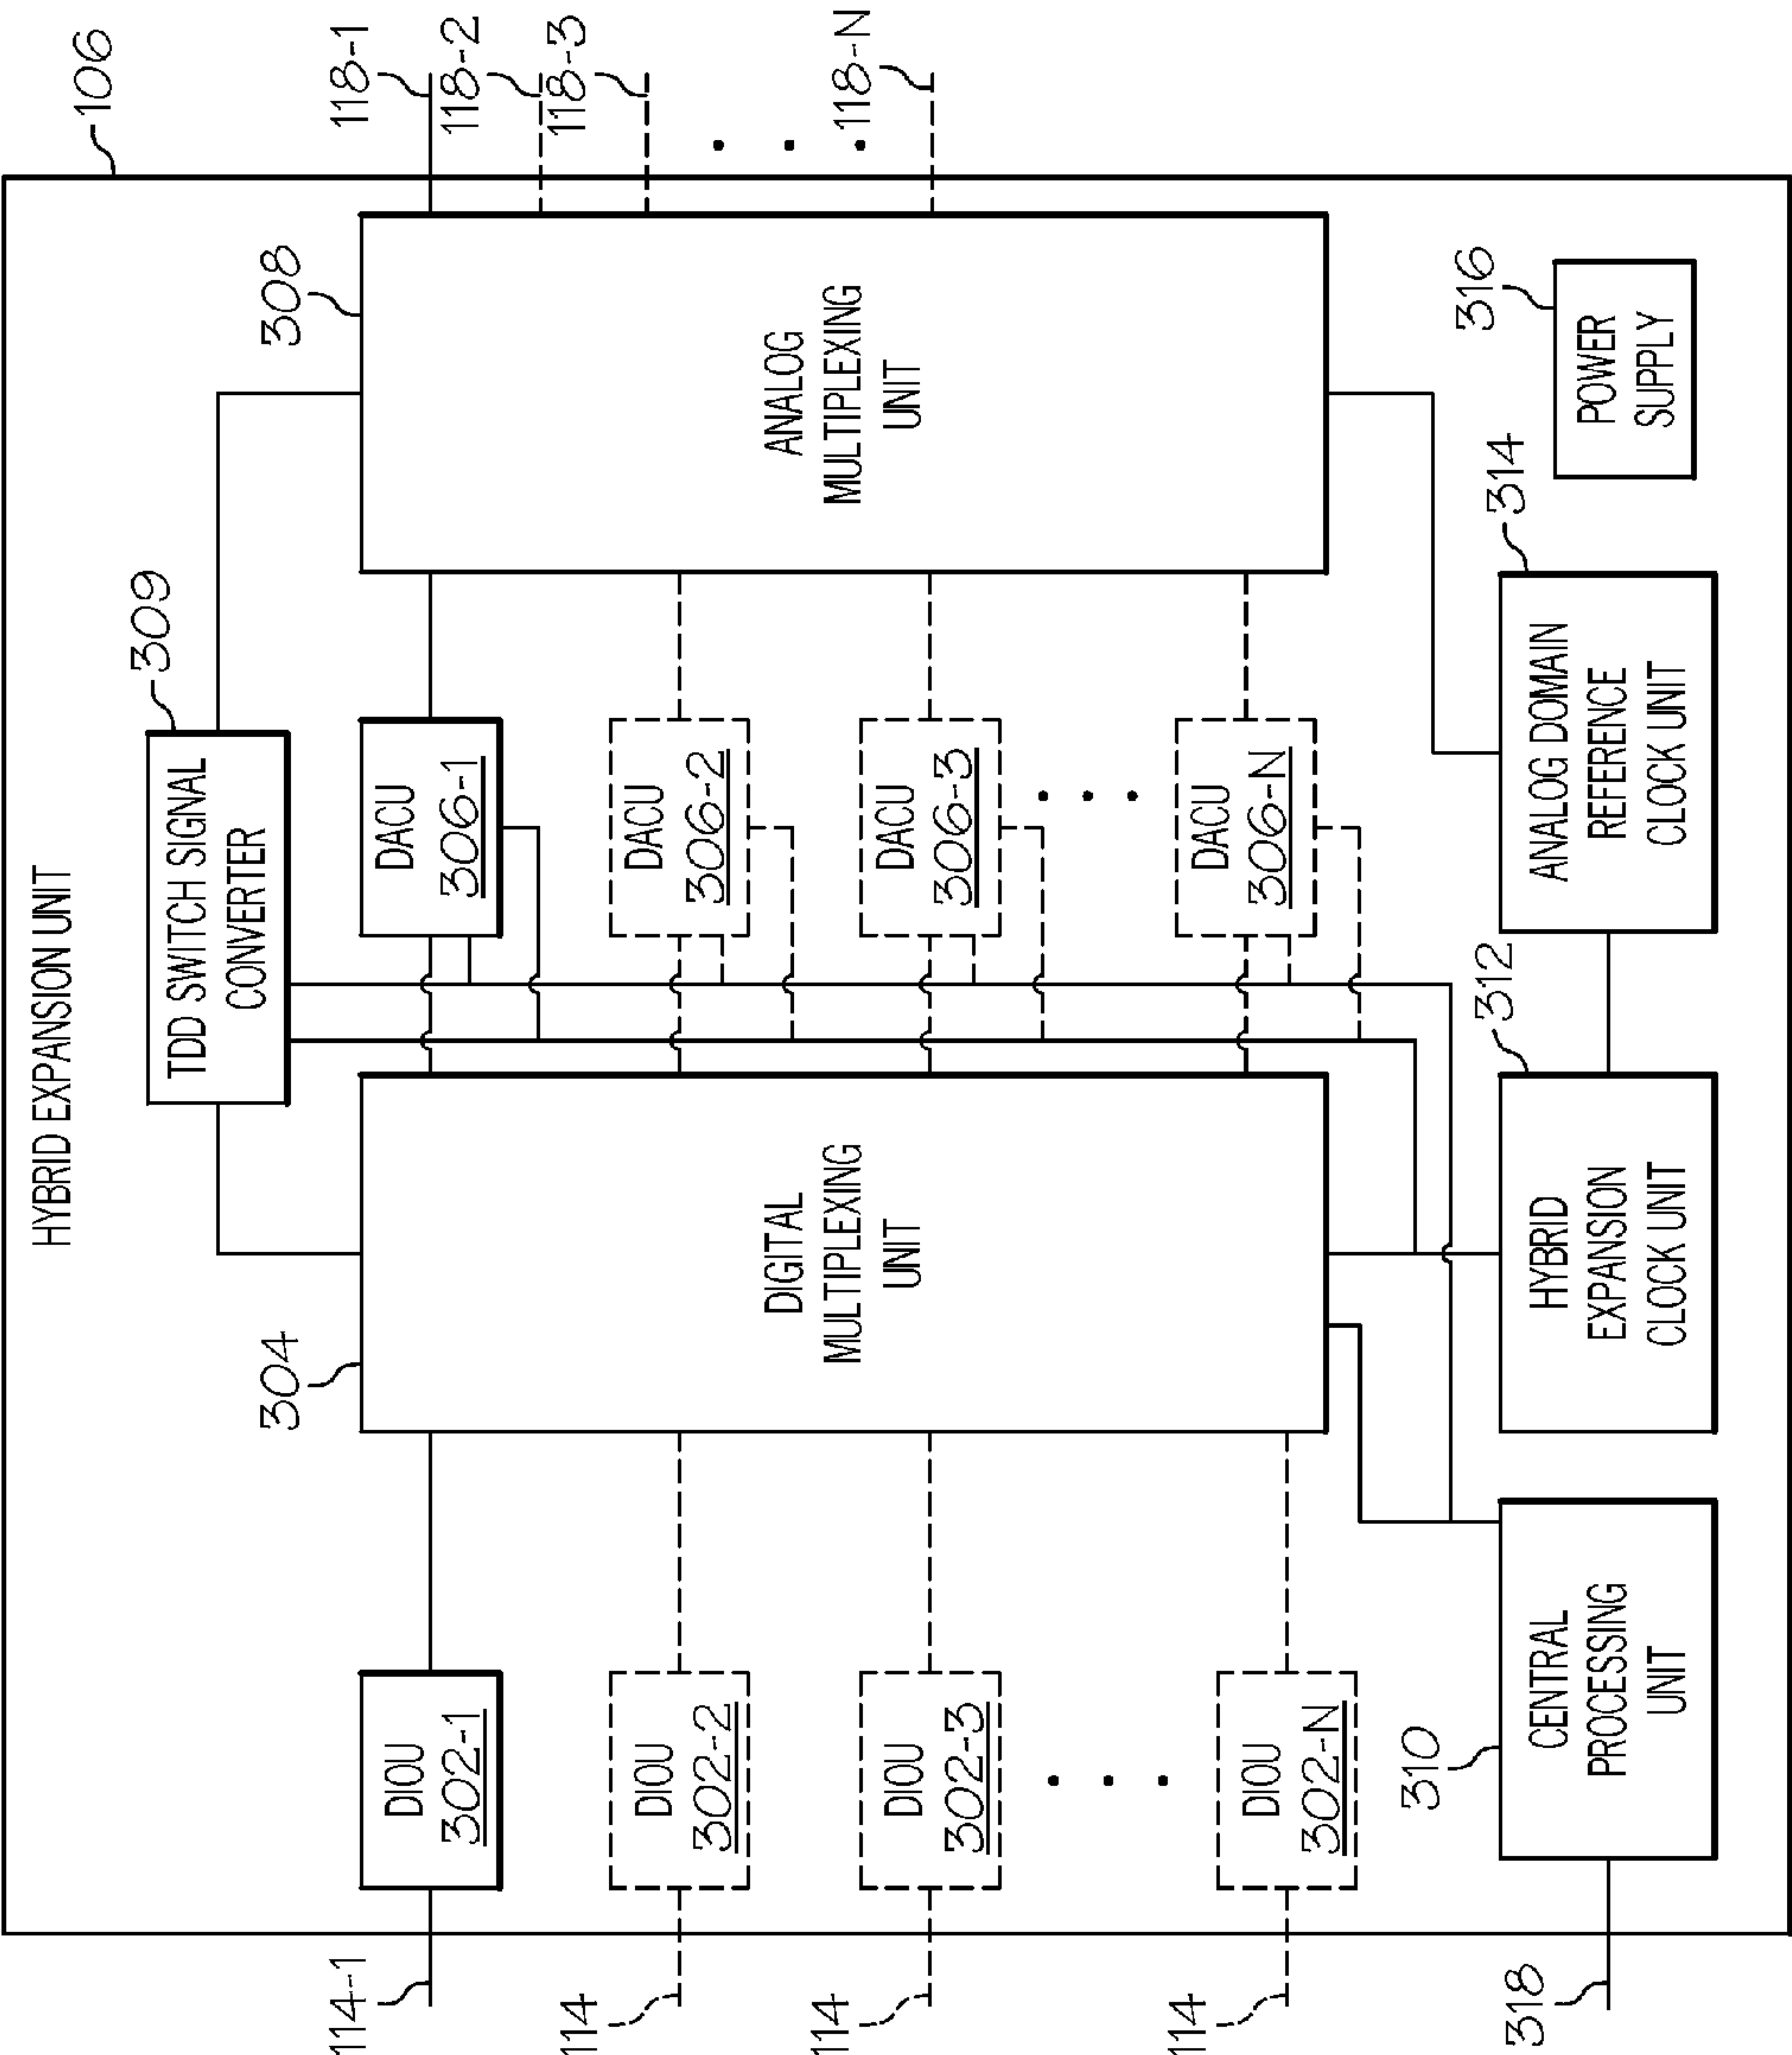 HYBRID EXPANSION UNIT
106
TDD SWITCH SIGNAL
CONVERTER
309
304
308
114-1
DIOU
302-1
DIGITAL
MULTIPLEXING
UNIT
DACU
306-1
ANALOG
MULTIPLEXING
UNIT
118-1
118-2
118-3
118-N
114
DIOU
302-2
DACU
306-2
114
DIOU
302-3
DACU
306-3
114
DIOU
302-N
DACU
306-N
310
312
314
316
318
CENTRAL
PROCESSING
UNIT
HYBRID
EXPANSION
CLOCK UNIT
ANALOG DOMAIN
REFERENCE
CLOCK UNIT
POWER
SUPPLY